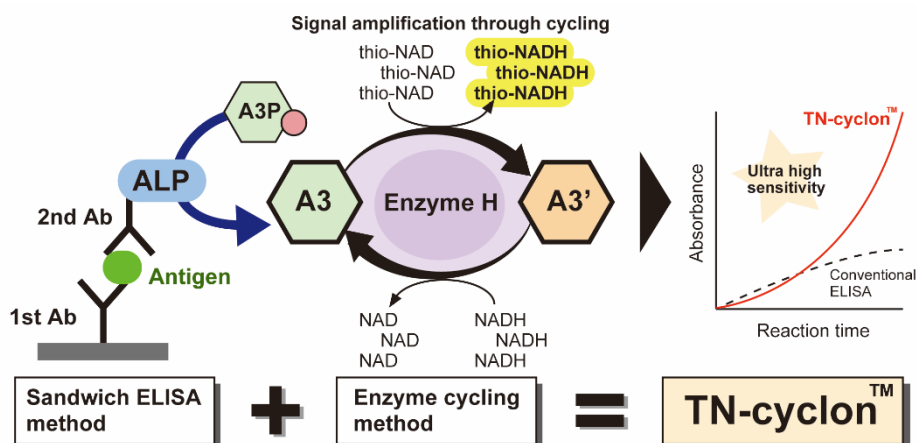 Signal amplification through cycling
thio-NAD
thio-NAD
thio-NAD
thio-NADH
thio-NADH
thio-NADH
A3P
ALP
2nd Ab
Antigen
1st Ab
A3
Enzyme H
A3’
NAD
NAD
NAD
NADH
NADH
NADH
TN-cyclon™
Ultra high
sensitivity
Absorbance
Conventional
ELISA
Reaction time
Sandwich ELISA
method
+
Enzyme cycling
method
=
TN-cyclon™